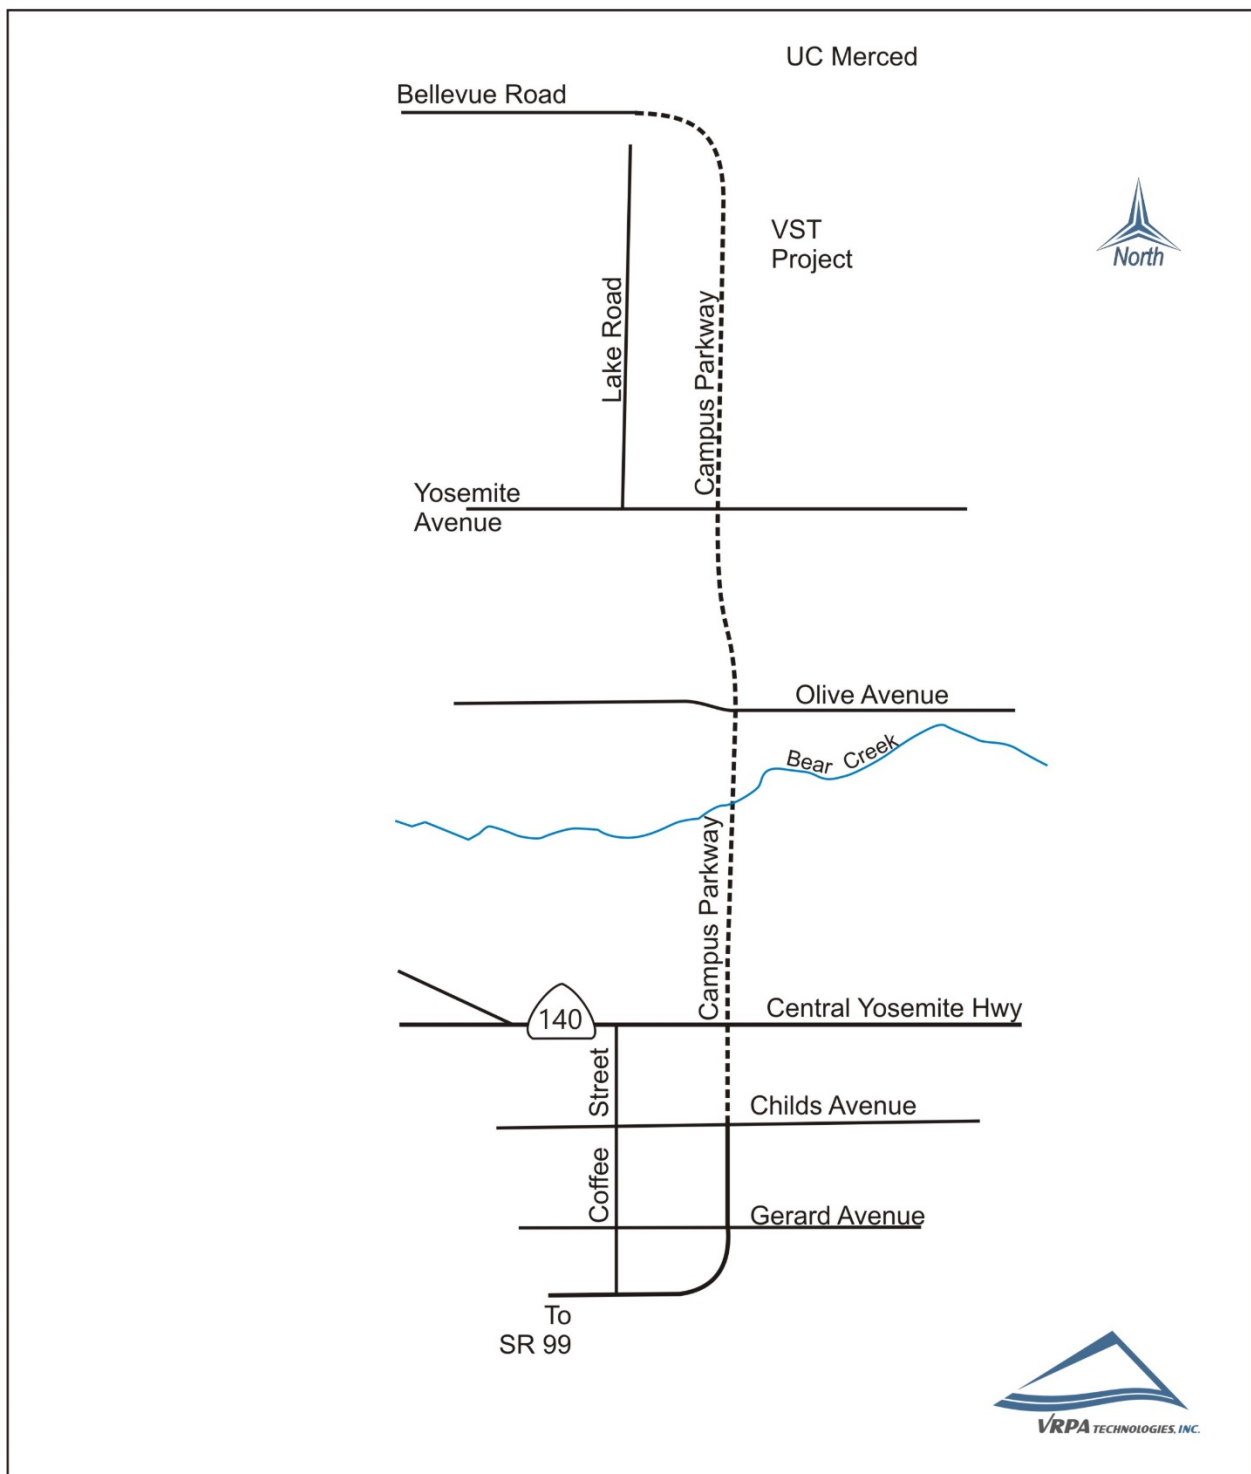 UC Merced
Bellevue Road
VST
Project
North
Lake Road
Campus Parkway
Yosemite
Avenue
Olive Avenue
Bear Creek
Campus Parkway
Central Yosemite Hwy
140
Coffee Street
Childs Avenue
Gerard Avenue
To
SR 99
VRPA TECHNOLOGIES, INC.